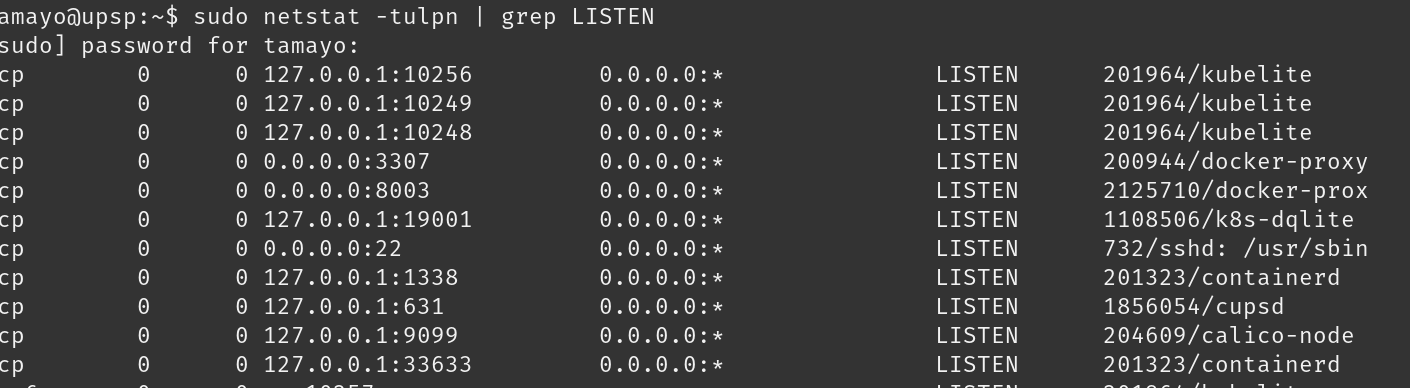 amayo@upsp:~$ sudo netstat -tulpn | grep LISTEN
sudo] password for tamayo:
cp 0 0 127.0.0.1:10256 0.0.0.0:* LISTEN 201964/kubelite
cp 0 0 127.0.0.1:10249 0.0.0.0:* LISTEN 201964/kubelite
cp 0 0 127.0.0.1:10248 0.0.0.0:* LISTEN 201964/kubelite
cp 0 0 0.0.0.0:3307 0.0.0.0:* LISTEN 200944/docker-proxy
cp 0 0 0.0.0.0:8003 0.0.0.0:* LISTEN 2125710/docker-prox
cp 0 0 127.0.0.1:19001 0.0.0.0:* LISTEN 1108506/k8s-dqlite
cp 0 0 0.0.0.0:22 0.0.0.0:* LISTEN 732/sshd: /usr/sbin
cp 0 0 127.0.0.1:1338 0.0.0.0:* LISTEN 201323/containerd
cp 0 0 127.0.0.1:631 0.0.0.0:* LISTEN 1856054/cupsd
cp 0 0 127.0.0.1:9099 0.0.0.0:* LISTEN 204609/calico-node
cp 0 0 127.0.0.1:33633 0.0.0.0:* LISTEN 201323/containerd